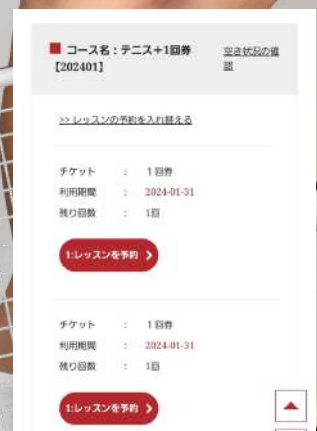 コース名：テニス+1回券
【202401】
空き状況の確
認
>> レッスンの予約を入れ替える
チケット : 1回券
利用期間 : 2024-01-31
残り回数 : 1回
1:レッスンを予約
チケット : 1回券
利用期間 : 2024-01-31
残り回数 : 1回
1:レッスンを予約